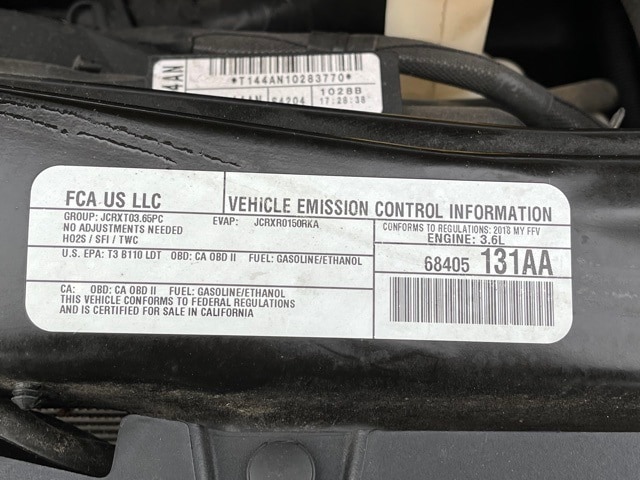 *T144AN10283770*
S4204
1028B
17:28:38
FCA US LLC
VEHICLE EMISSION CONTROL INFORMATION
GROUP: JCRXT03.65PC EVAP: JCRXR0150RKA
NO ADJUSTMENTS NEEDED
HO2S / SFI / TWC
CONFORMS TO REGULATIONS: 2018 MY FFV
ENGINE: 3.6L
U.S. EPA: T3 B110 LDT OBD: CA OBD II FUEL: GASOLINE/ETHANOL
68405 131AA
CA: OBD: CA OBD II FUEL: GASOLINE/ETHANOL
THIS VEHICLE CONFORMS TO FEDERAL REGULATIONS
AND IS CERTIFIED FOR SALE IN CALIFORNIA